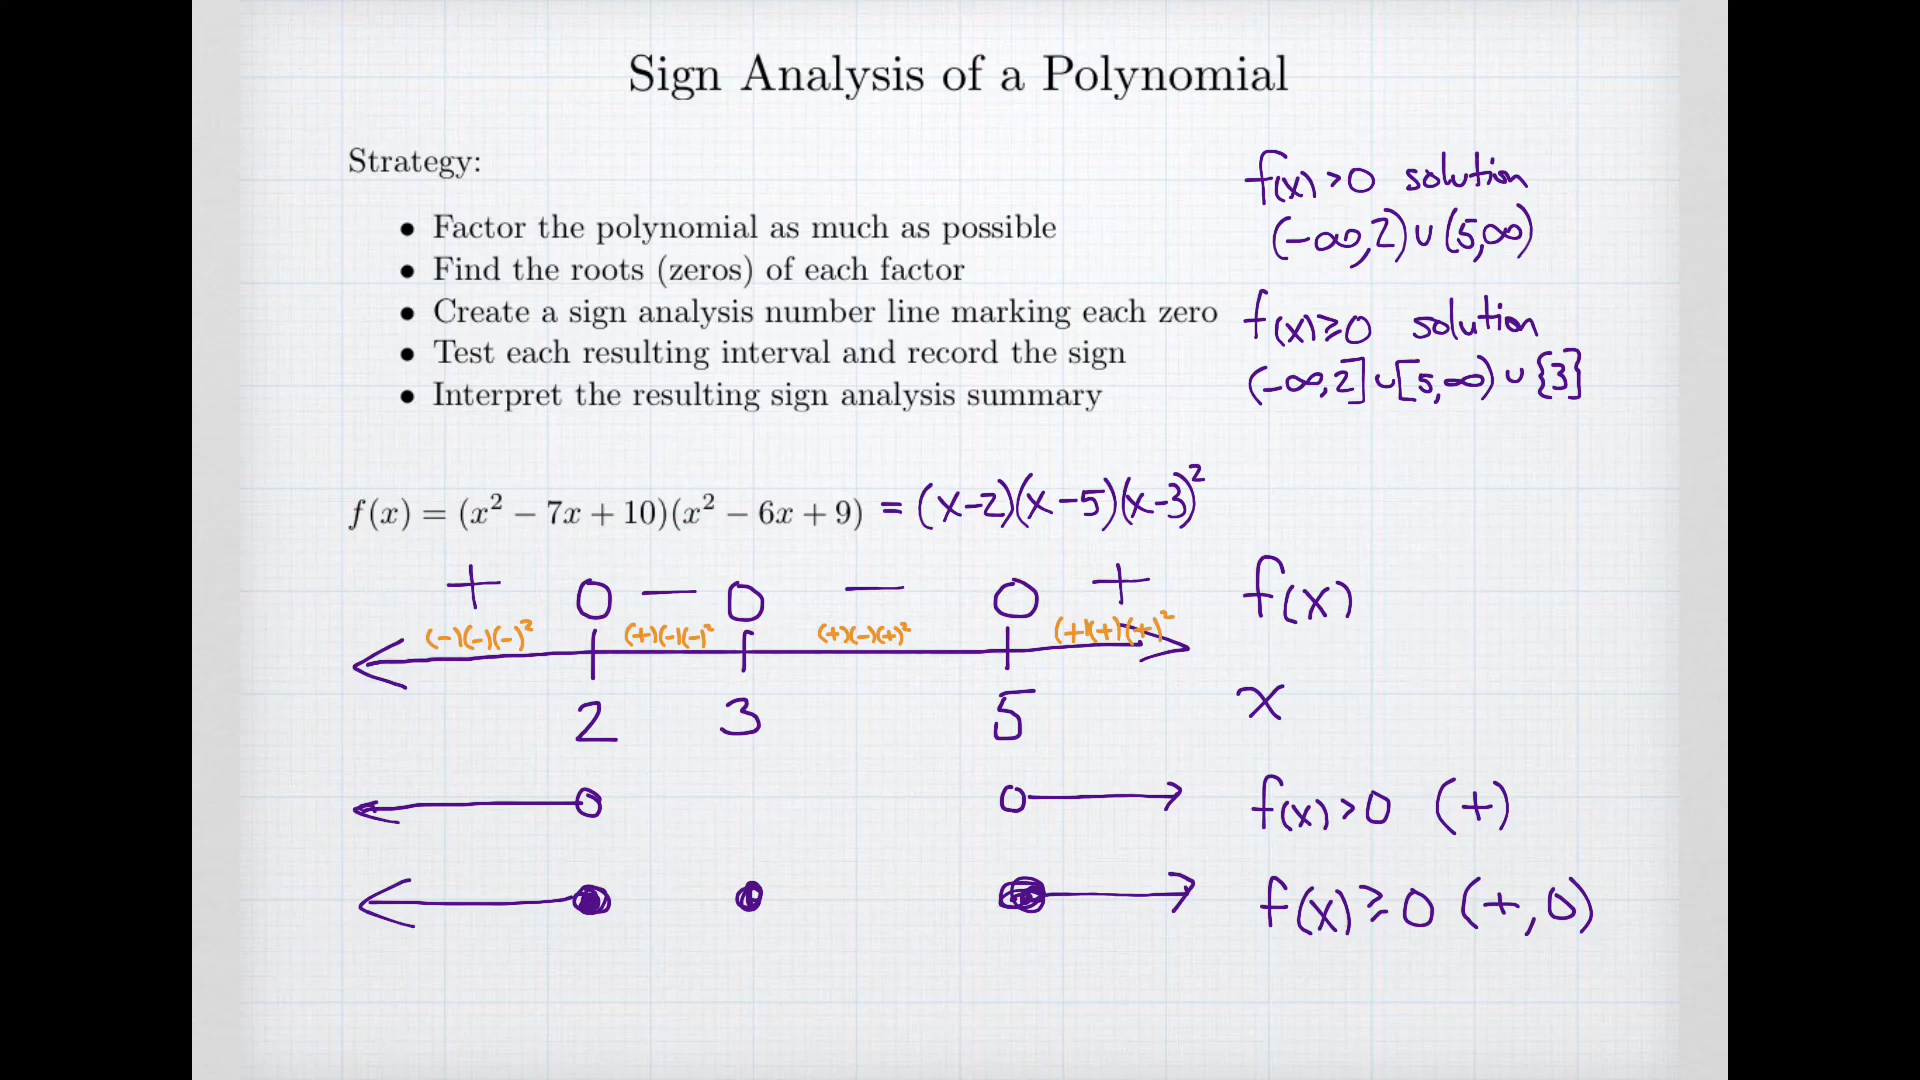 Sign Analysis of a Polynomial
Strategy:
• Factor the polynomial as much as possible
• Find the roots (zeros) of each factor
• Create a sign analysis number line marking each zero
• Test each resulting interval and record the sign
• Interpret the resulting sign analysis summary
f(x)>0 solution
(-∞,2)∪(5,∞)
f(x)≥0 solution
(-∞,2]∪[5,∞)∪{3}
f(x) = (x² − 7x + 10)(x² − 6x + 9) = (x-2)(x-5)(x-3)²
+ 0 − 0 − 0 + f(x)
(-)(-)(-)² (+)(-)(-)² (+)(-)(+)² (+)(+)(+)²
2 3 5 x
f(x)>0 (+)
f(x)≥0 (+,0)